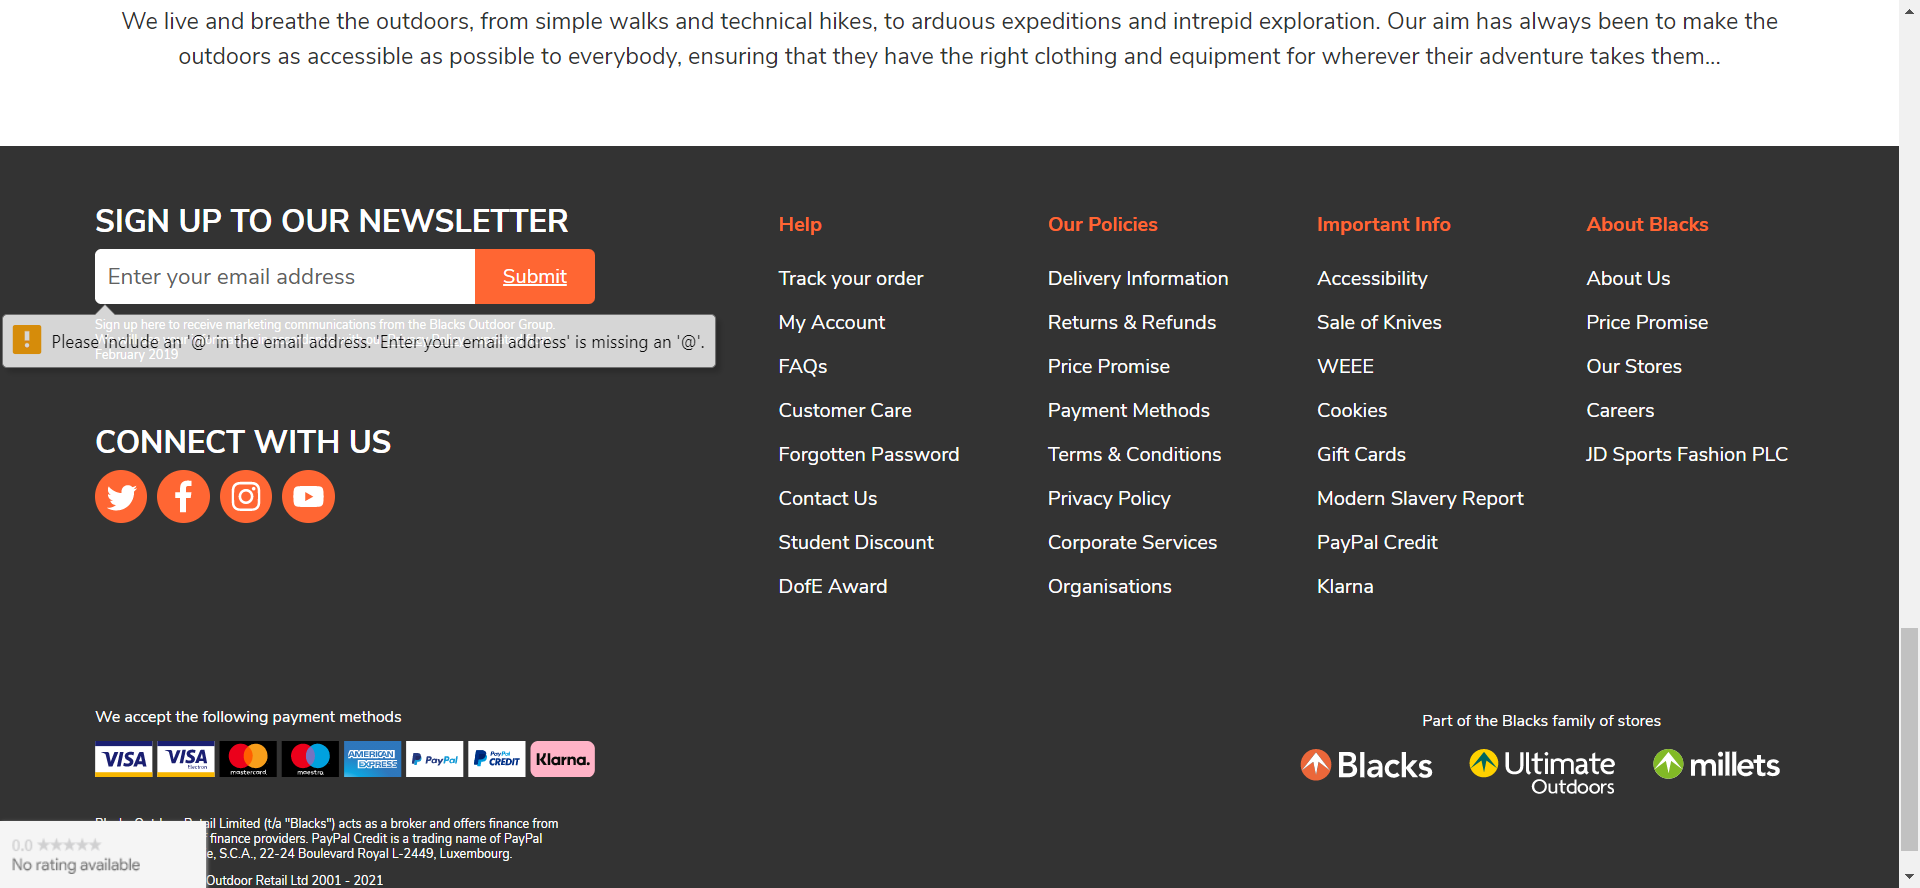 We live and breathe the outdoors, from simple walks and technical hikes, to arduous expeditions and intrepid exploration. Our aim has always been to make the
outdoors as accessible as possible to everybody, ensuring that they have the right clothing and equipment for wherever their adventure takes them...
SIGN UP TO OUR NEWSLETTER
Enter your email address
Submit
Sign up here to receive marketing communications from the Blacks Outdoor Group.
Please include an '@' in the email address. 'Enter your email address' is missing an '@'.
February 2019
CONNECT WITH US
Help
Track your order
My Account
FAQs
Customer Care
Forgotten Password
Contact Us
Student Discount
DofE Award
Our Policies
Delivery Information
Returns & Refunds
Price Promise
Payment Methods
Terms & Conditions
Privacy Policy
Corporate Services
Organisations
Important Info
Accessibility
Sale of Knives
WEEE
Cookies
Gift Cards
Modern Slavery Report
PayPal Credit
Klarna
About Blacks
About Us
Price Promise
Our Stores
Careers
JD Sports Fashion PLC
We accept the following payment methods
VISA
VISA
Electron
mastercard
maestro
AMERICAN
EXPRESS
PayPal
PayPal
CREDIT
Klarna.
Part of the Blacks family of stores
Blacks
Ultimate
Outdoors
millets
Limited (t/a "Blacks") acts as a broker and offers finance from
finance providers. PayPal Credit is a trading name of PayPal
S.C.A., 22-24 Boulevard Royal L-2449, Luxembourg.
Outdoor Retail Ltd 2001 - 2021
0.0
No rating available